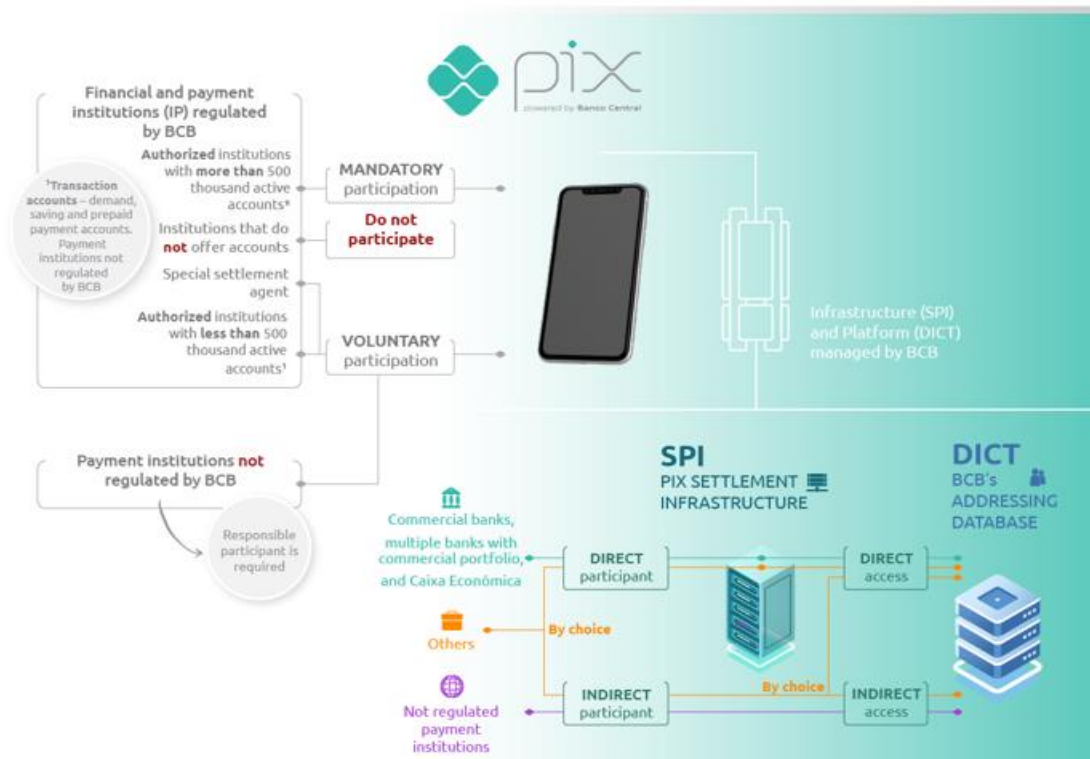 pix
powered by Banco Central
Financial and payment
institutions (IP) regulated
by BCB
Authorized institutions
with more than 500
thousand active
accounts*
MANDATORY
participation
¹Transaction
accounts – demand,
saving and prepaid
payment accounts.
Payment
institutions not
regulated
by BCB
Institutions that do
not offer accounts
Do not
participate
Special settlement
agent
Authorized institutions
with less than 500
thousand active
accounts¹
VOLUNTARY
participation
Infrastructure (SPI)
and Platform (DICT)
managed by BCB
Payment institutions not
regulated by BCB
Responsible
participant is
required
SPI
PIX SETTLEMENT
INFRASTRUCTURE
DICT
BCB's
ADDRESSING
DATABASE
Commercial banks,
multiple banks with
commercial portfolio,
and Caixa Econômica
DIRECT
participant
DIRECT
access
Others
By choice
By choice
INDIRECT
participant
INDIRECT
access
Not regulated
payment
institutions